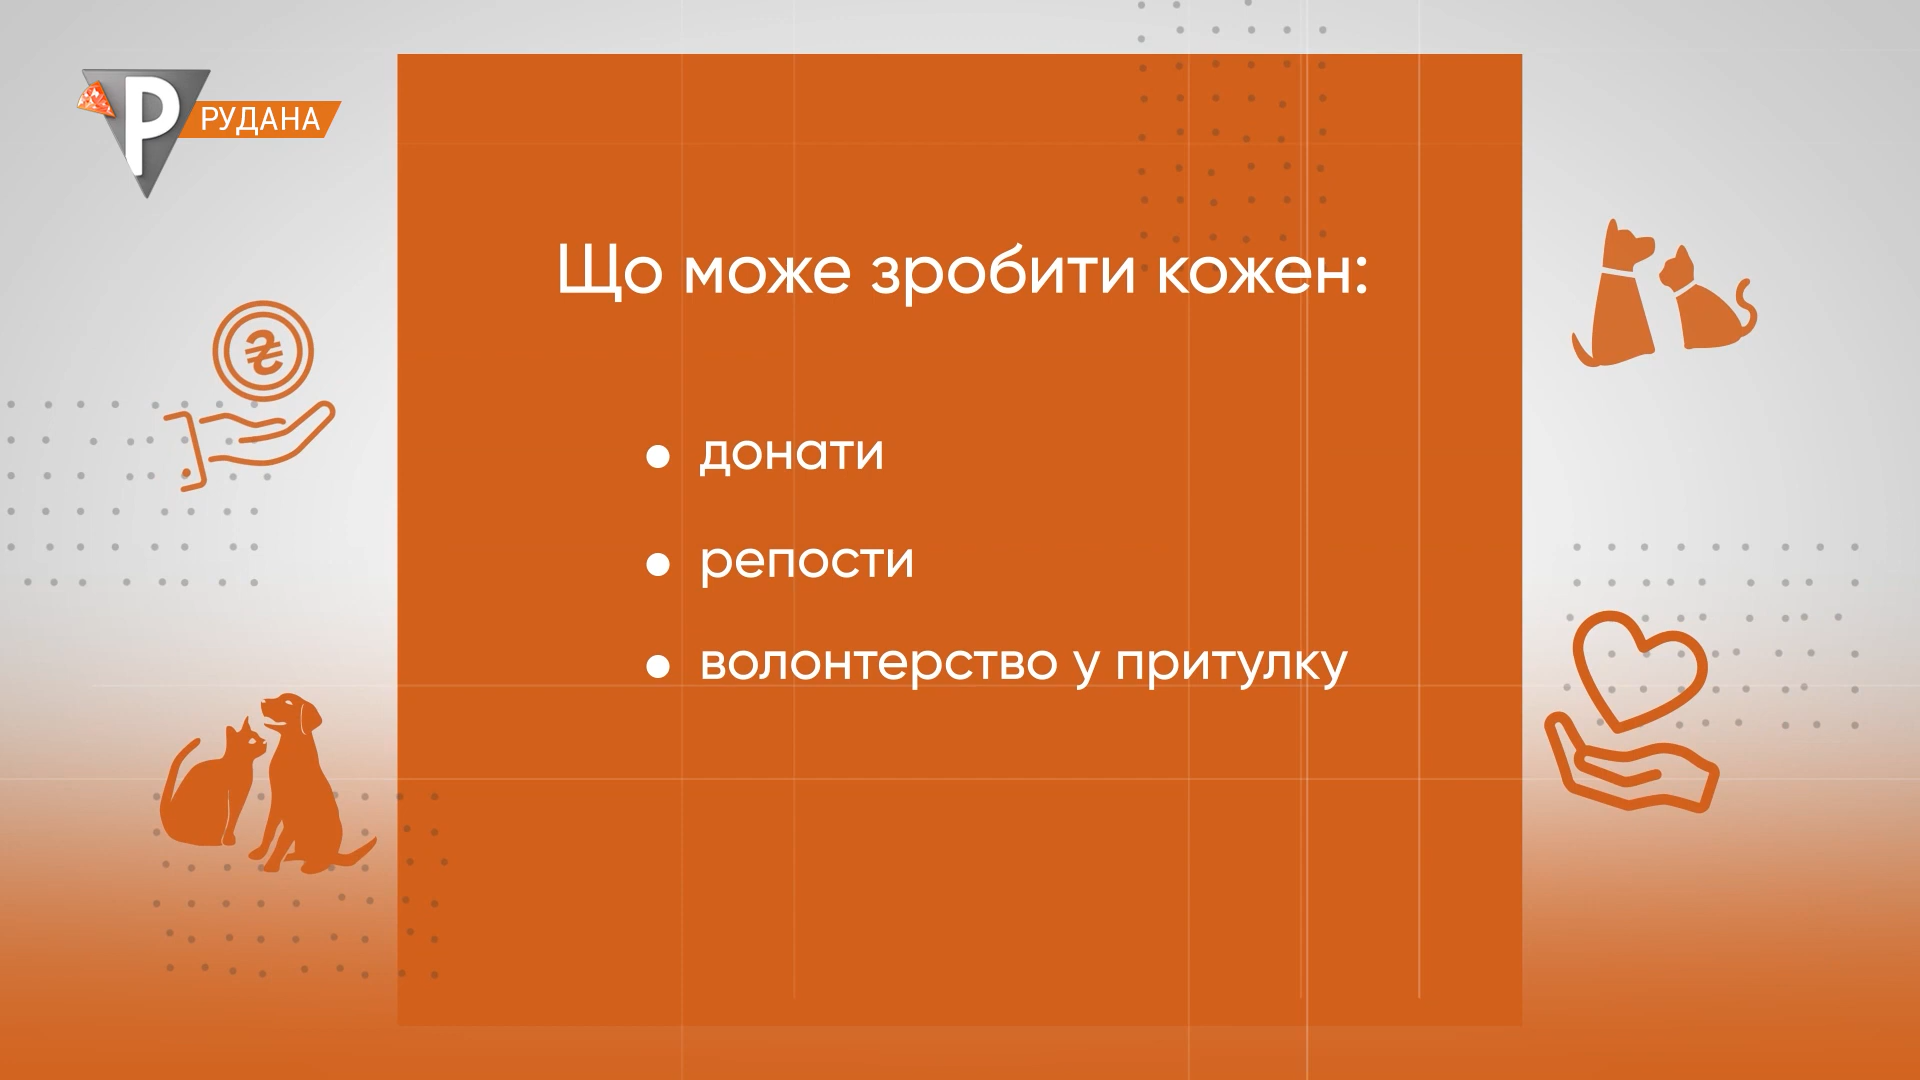 Р РУДАНА
Що може зробити кожен:
₴
• донати
• репости
• волонтерство у притулку